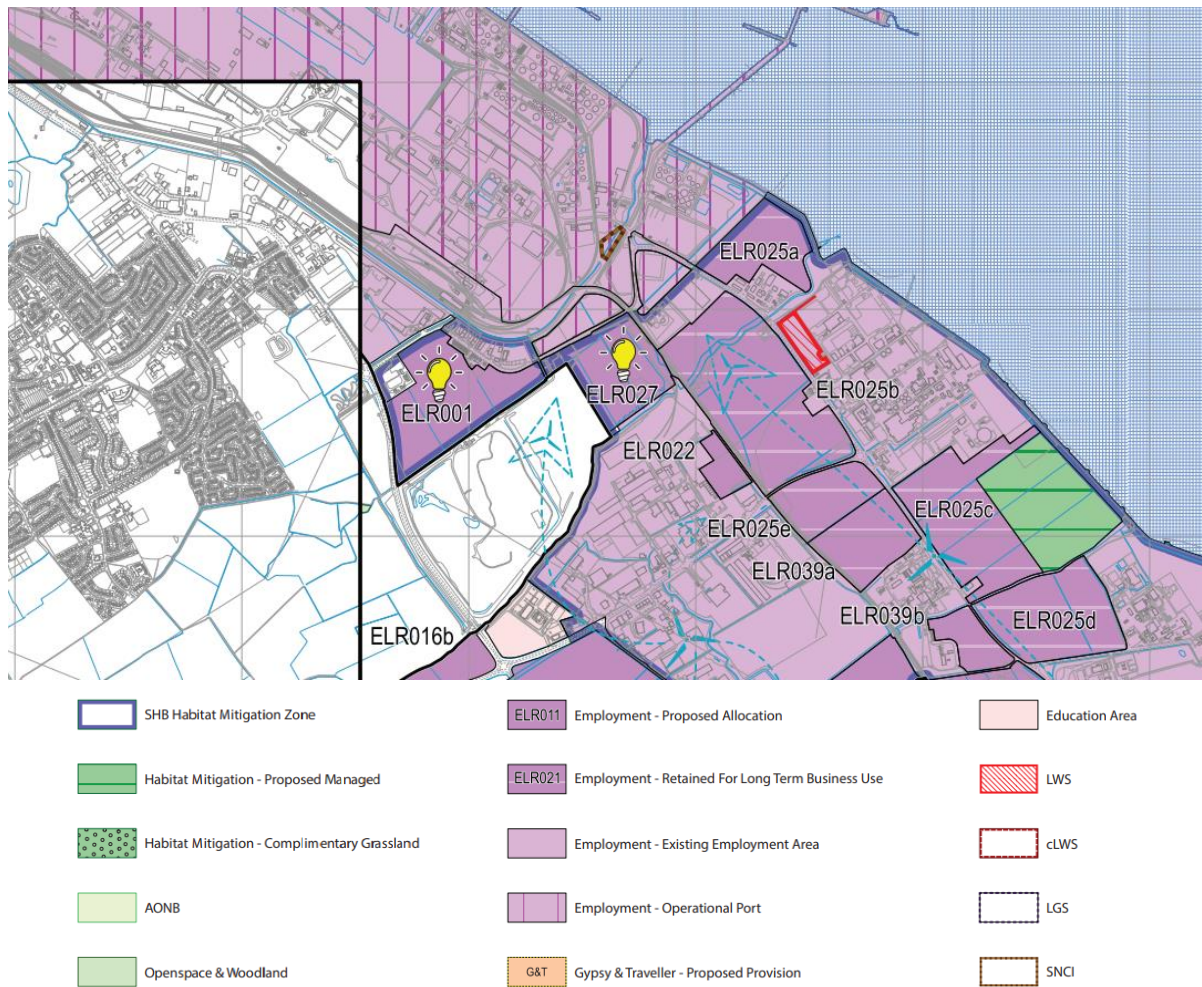 ELR025a
ELR001
ELR027
ELR025b
ELR022
ELR025c
ELR025e
ELR039a
ELR039b
ELR025d
ELR016b
SHB Habitat Mitigation Zone
ELR011 Employment - Proposed Allocation
Education Area
Habitat Mitigation - Proposed Managed
ELR021 Employment - Retained For Long Term Business Use
LWS
Habitat Mitigation - Complimentary Grassland
Employment - Existing Employment Area
cLWS
AONB
Employment - Operational Port
LGS
Openspace & Woodland
G&T Gypsy & Traveller - Proposed Provision
SNCI